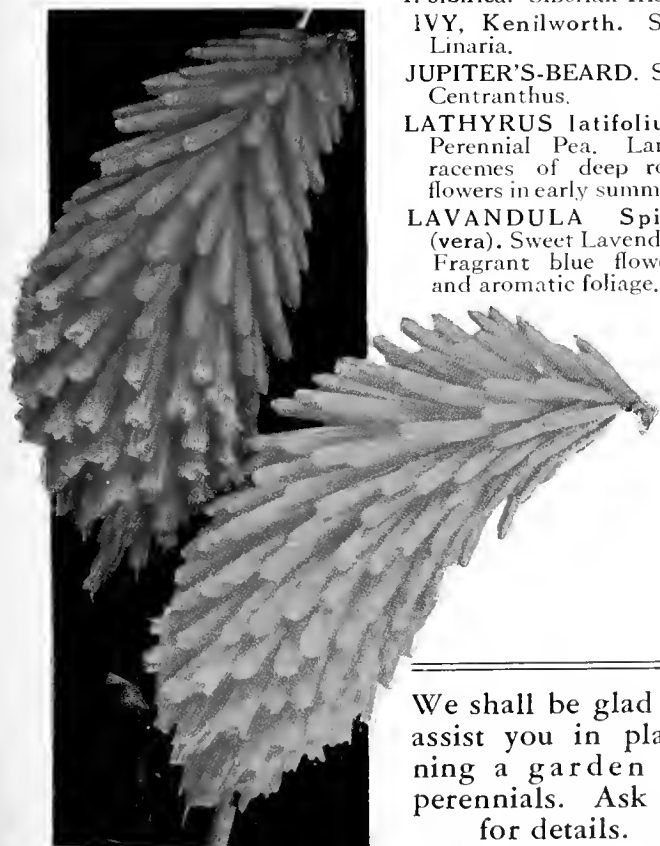 IVY, Kenilworth. S
Linaria.
JUPITER'S-BEARD. S
Centranthus.
LATHYRUS latifoliu
Perennial Pea. Lar
racemes of deep ro
flowers in early summ
LAVANDULA Spi
(vera). Sweet Lavend
Fragrant blue flowe
and aromatic foliage.
We shall be glad
assist you in pla
ning a garden
perennials. Ask
for details.